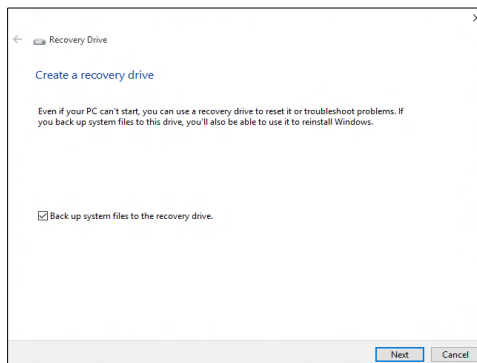 Recovery Drive
Create a recovery drive
Even if your PC can't start, you can use a recovery drive to reset it or troubleshoot problems. If
you back up system files to this drive, you'll also be able to use it to reinstall Windows.
Back up system files to the recovery drive.
Next Cancel